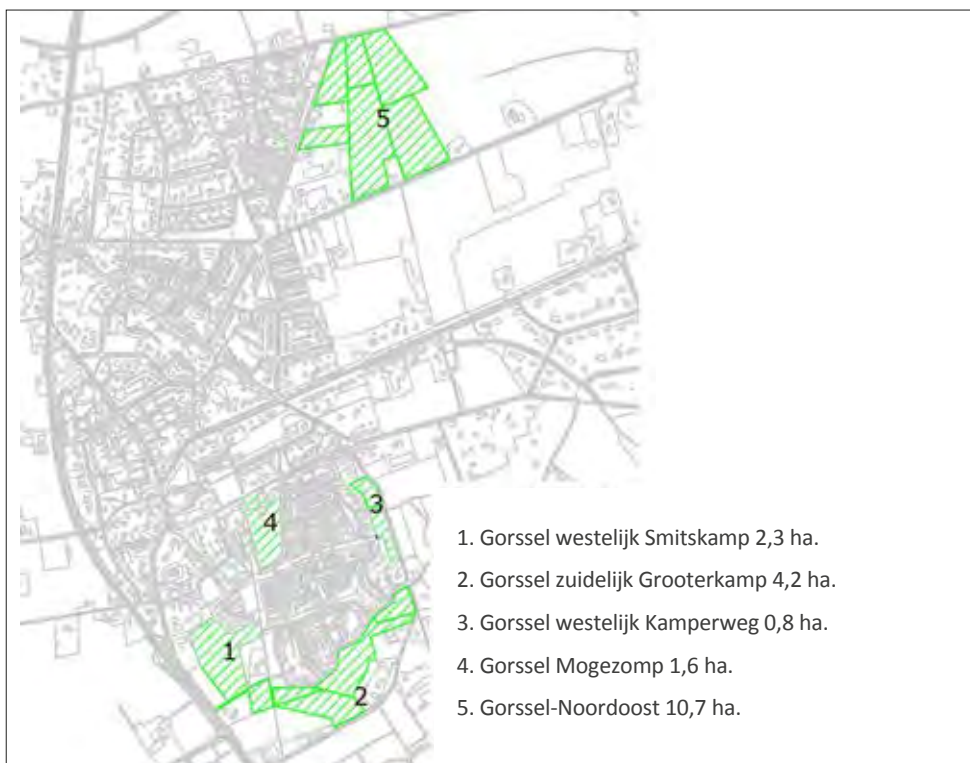 5
4
3
1
2
1. Gorssel westelijk Smitskamp 2,3 ha.
2. Gorssel zuidelijk Grooterkamp 4,2 ha.
3. Gorssel westelijk Kamperweg 0,8 ha.
4. Gorssel Mogezomp 1,6 ha.
5. Gorssel-Noordoost 10,7 ha.